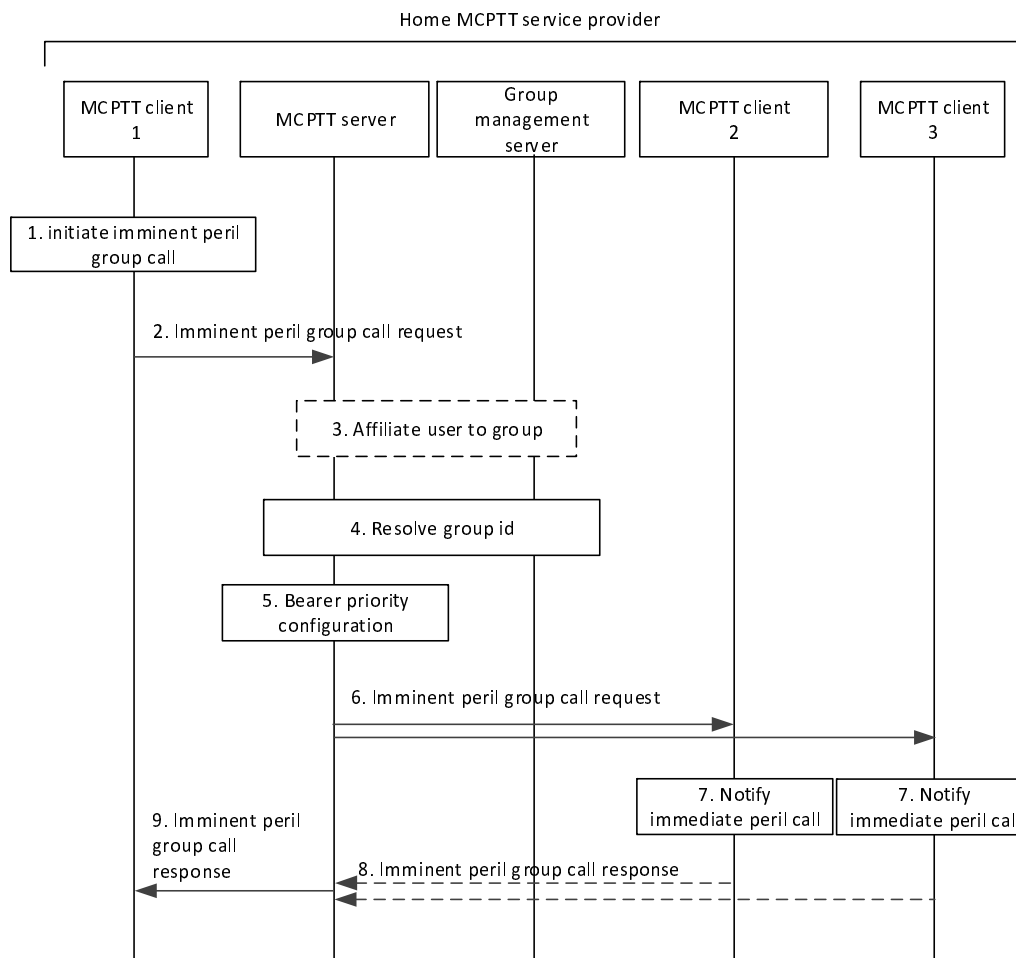 Home MCPTT service provider
MCPTT client
1
MCPTT server
Group
management
server
MCPTT client
2
MCPTT client
3
1. initiate imminent peril
group call
2. Imminent peril group call request
3. Affiliate user to group
4. Resolve group id
5. Bearer priority
configuration
6. Imminent peril group call request
7. Notify
immediate peril call
7. Notify
immediate peril call
9. Imminent peril
group call
response
8. Imminent peril group call response